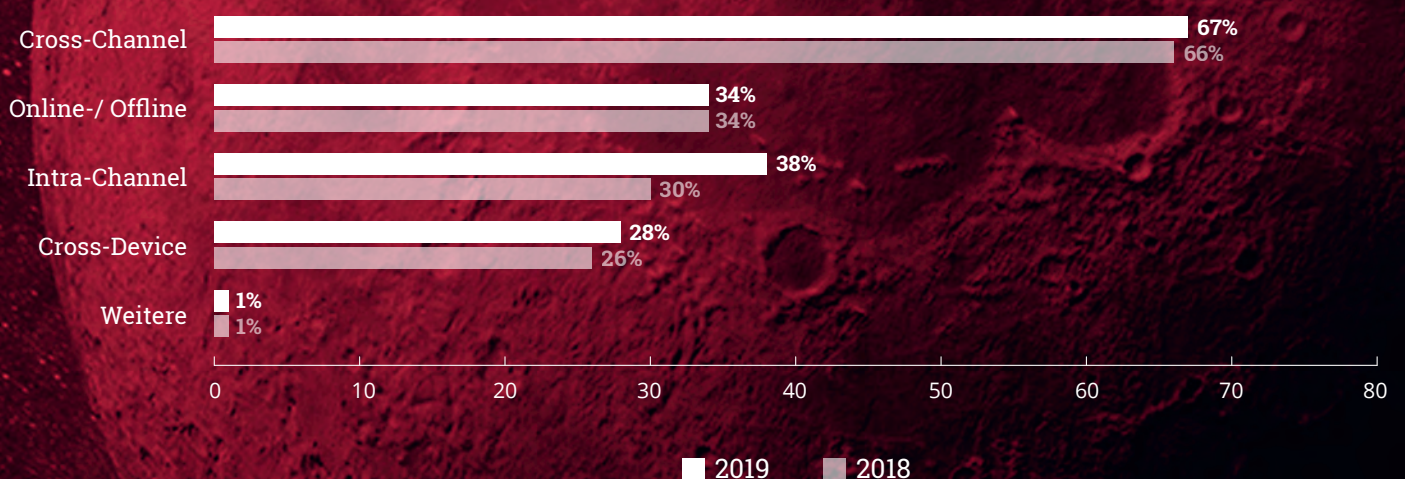 Cross-Channel
67%
66%
Online-/ Offline
34%
34%
Intra-Channel
38%
30%
Cross-Device
28%
26%
Weitere
1%
1%
0 10 20 30 40 50 60 70 80
2019 2018